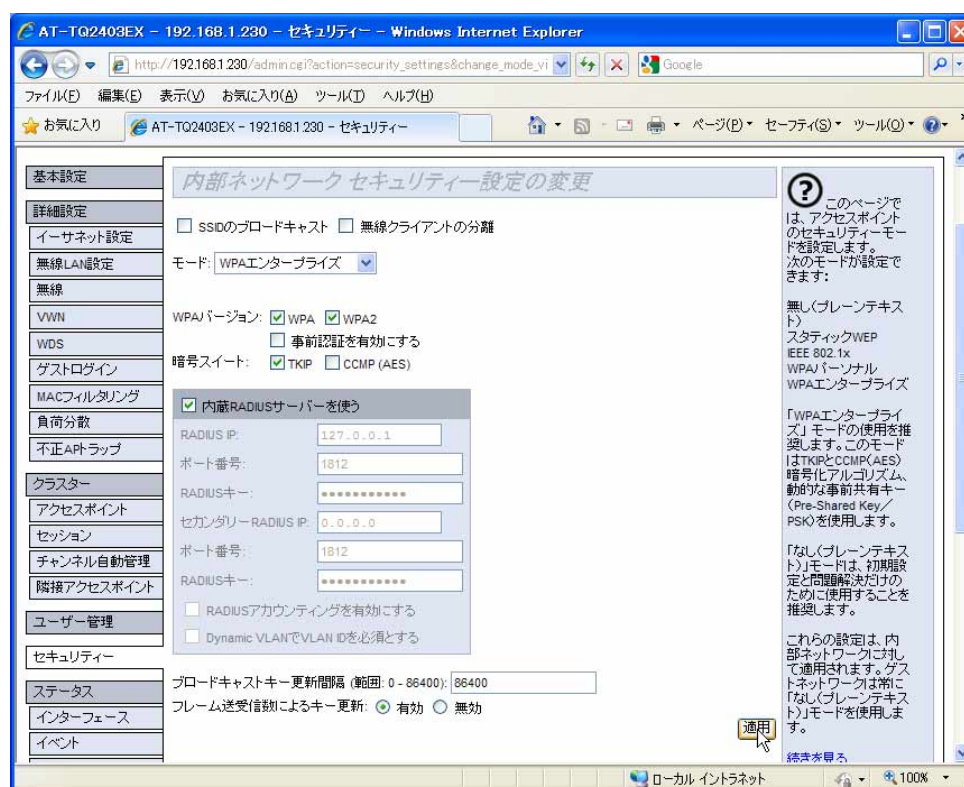 AT-TQ2403EX - 192.168.1.230 - セキュリティー - Windows Internet Explorer
http://192.168.1.230/admin.cgi?action=security_settings&change_mode_vi
Google
ファイル(F) 編集(E) 表示(V) お気に入り(A) ツール(T) ヘルプ(H)
お気に入り
AT-TQ2403EX - 192.168.1.230 - セキュリティー
ページ(P) セーフティ(S) ツール(O)
基本設定
詳細設定
イーサネット設定
無線LAN設定
無線
VWN
WDS
ゲストログイン
MACフィルタリング
負荷分散
不正APトラップ
クラスター
アクセスポイント
セッション
チャンネル自動管理
隣接アクセスポイント
ユーザー管理
セキュリティー
ステータス
インターフェース
イベント
内部ネットワーク セキュリティー設定の変更
SSIDのブロードキャスト 無線クライアントの分離
モード: WPAエンタープライズ
WPAバージョン: WPA WPA2
事前認証を有効にする
暗号スイート: TKIP CCMP (AES)
内蔵RADIUSサーバーを使う
RADIUS IP: 127.0.0.1
ポート番号: 1812
RADIUSキー: •••••••••••
セカンダリーRADIUS IP: 0.0.0.0
ポート番号: 1812
RADIUSキー: •••••••••••
RADIUSアカウンティングを有効にする
Dynamic VLANでVLAN IDを必須とする
ブロードキャストキー更新間隔 (範囲: 0 - 86400): 86400
フレーム送受信数によるキー更新: 有効 無効
適用
このページで
は、アクセスポイント
のセキュリティーモー
ドを設定します。
次のモードが設定で
きます:
無し(プレーンテキス
ト)
スタティックWEP
IEEE 802.1x
WPAパーソナル
WPAエンタープライズ
「WPAエンタープライ
ズ」モードの使用を推
奨します。このモード
はTKIPとCCMP(AES)
暗号化アルゴリズム、
動的な事前共有キー
(Pre-Shared Key/
PSK)を使用します。
「なし(プレーンテキス
ト)」モードは、初期設
定と問題解決だけの
ために使用することを
推奨します。
これらの設定は、内
部ネットワークに対し
て適用されます。ゲス
トネットワークは常に
「なし(プレーンテキス
ト)」モードを使用しま
す。
続きを見る
ローカル イントラネット
100%